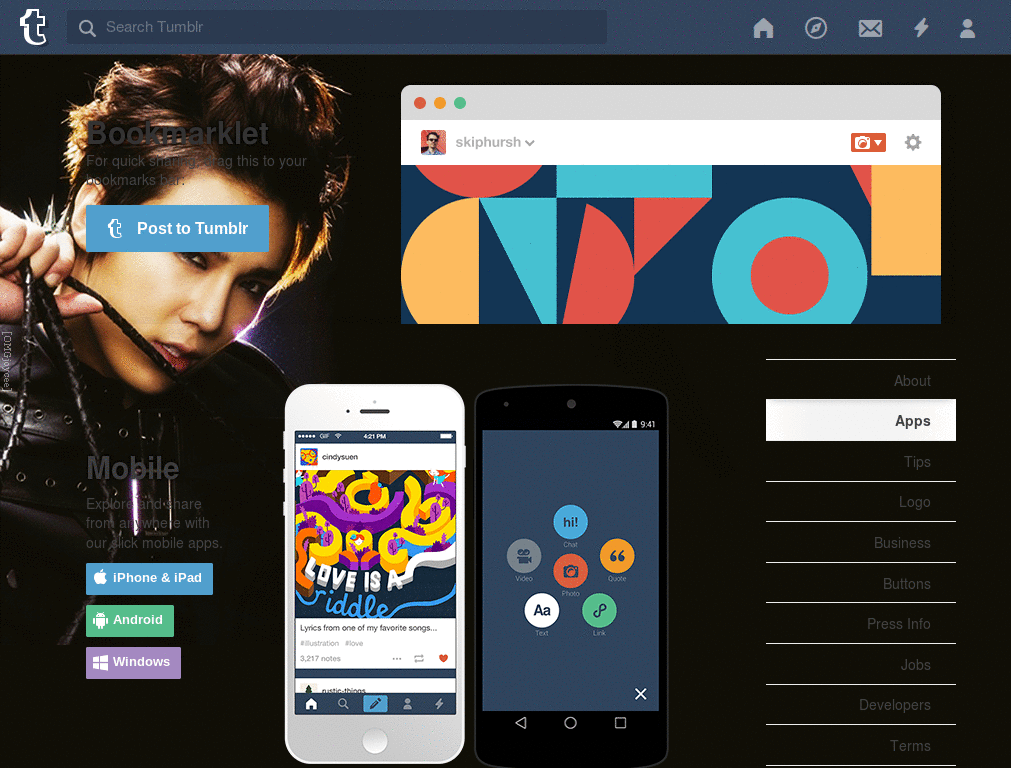 Search Tumblr
Bookmarklet
For quick sharing, drag this to your
bookmarks bar.
Post to Tumblr
skiphursh
[OMGjaycee]
About
Apps
Tips
Logo
Business
Buttons
Press Info
Jobs
Developers
Terms
Mobile
Explore and share
from anywhere with
our slick mobile apps.
iPhone & iPad
Android
Windows
GIF
4:21 PM
cindysuen
LOVE IS A
riddle
Lyrics from one of my favorite songs...
#illustration #love
3,217 notes
rustic-things
9:41
hi!
Chat
Video
Photo
Quote
Aa
Text
Link